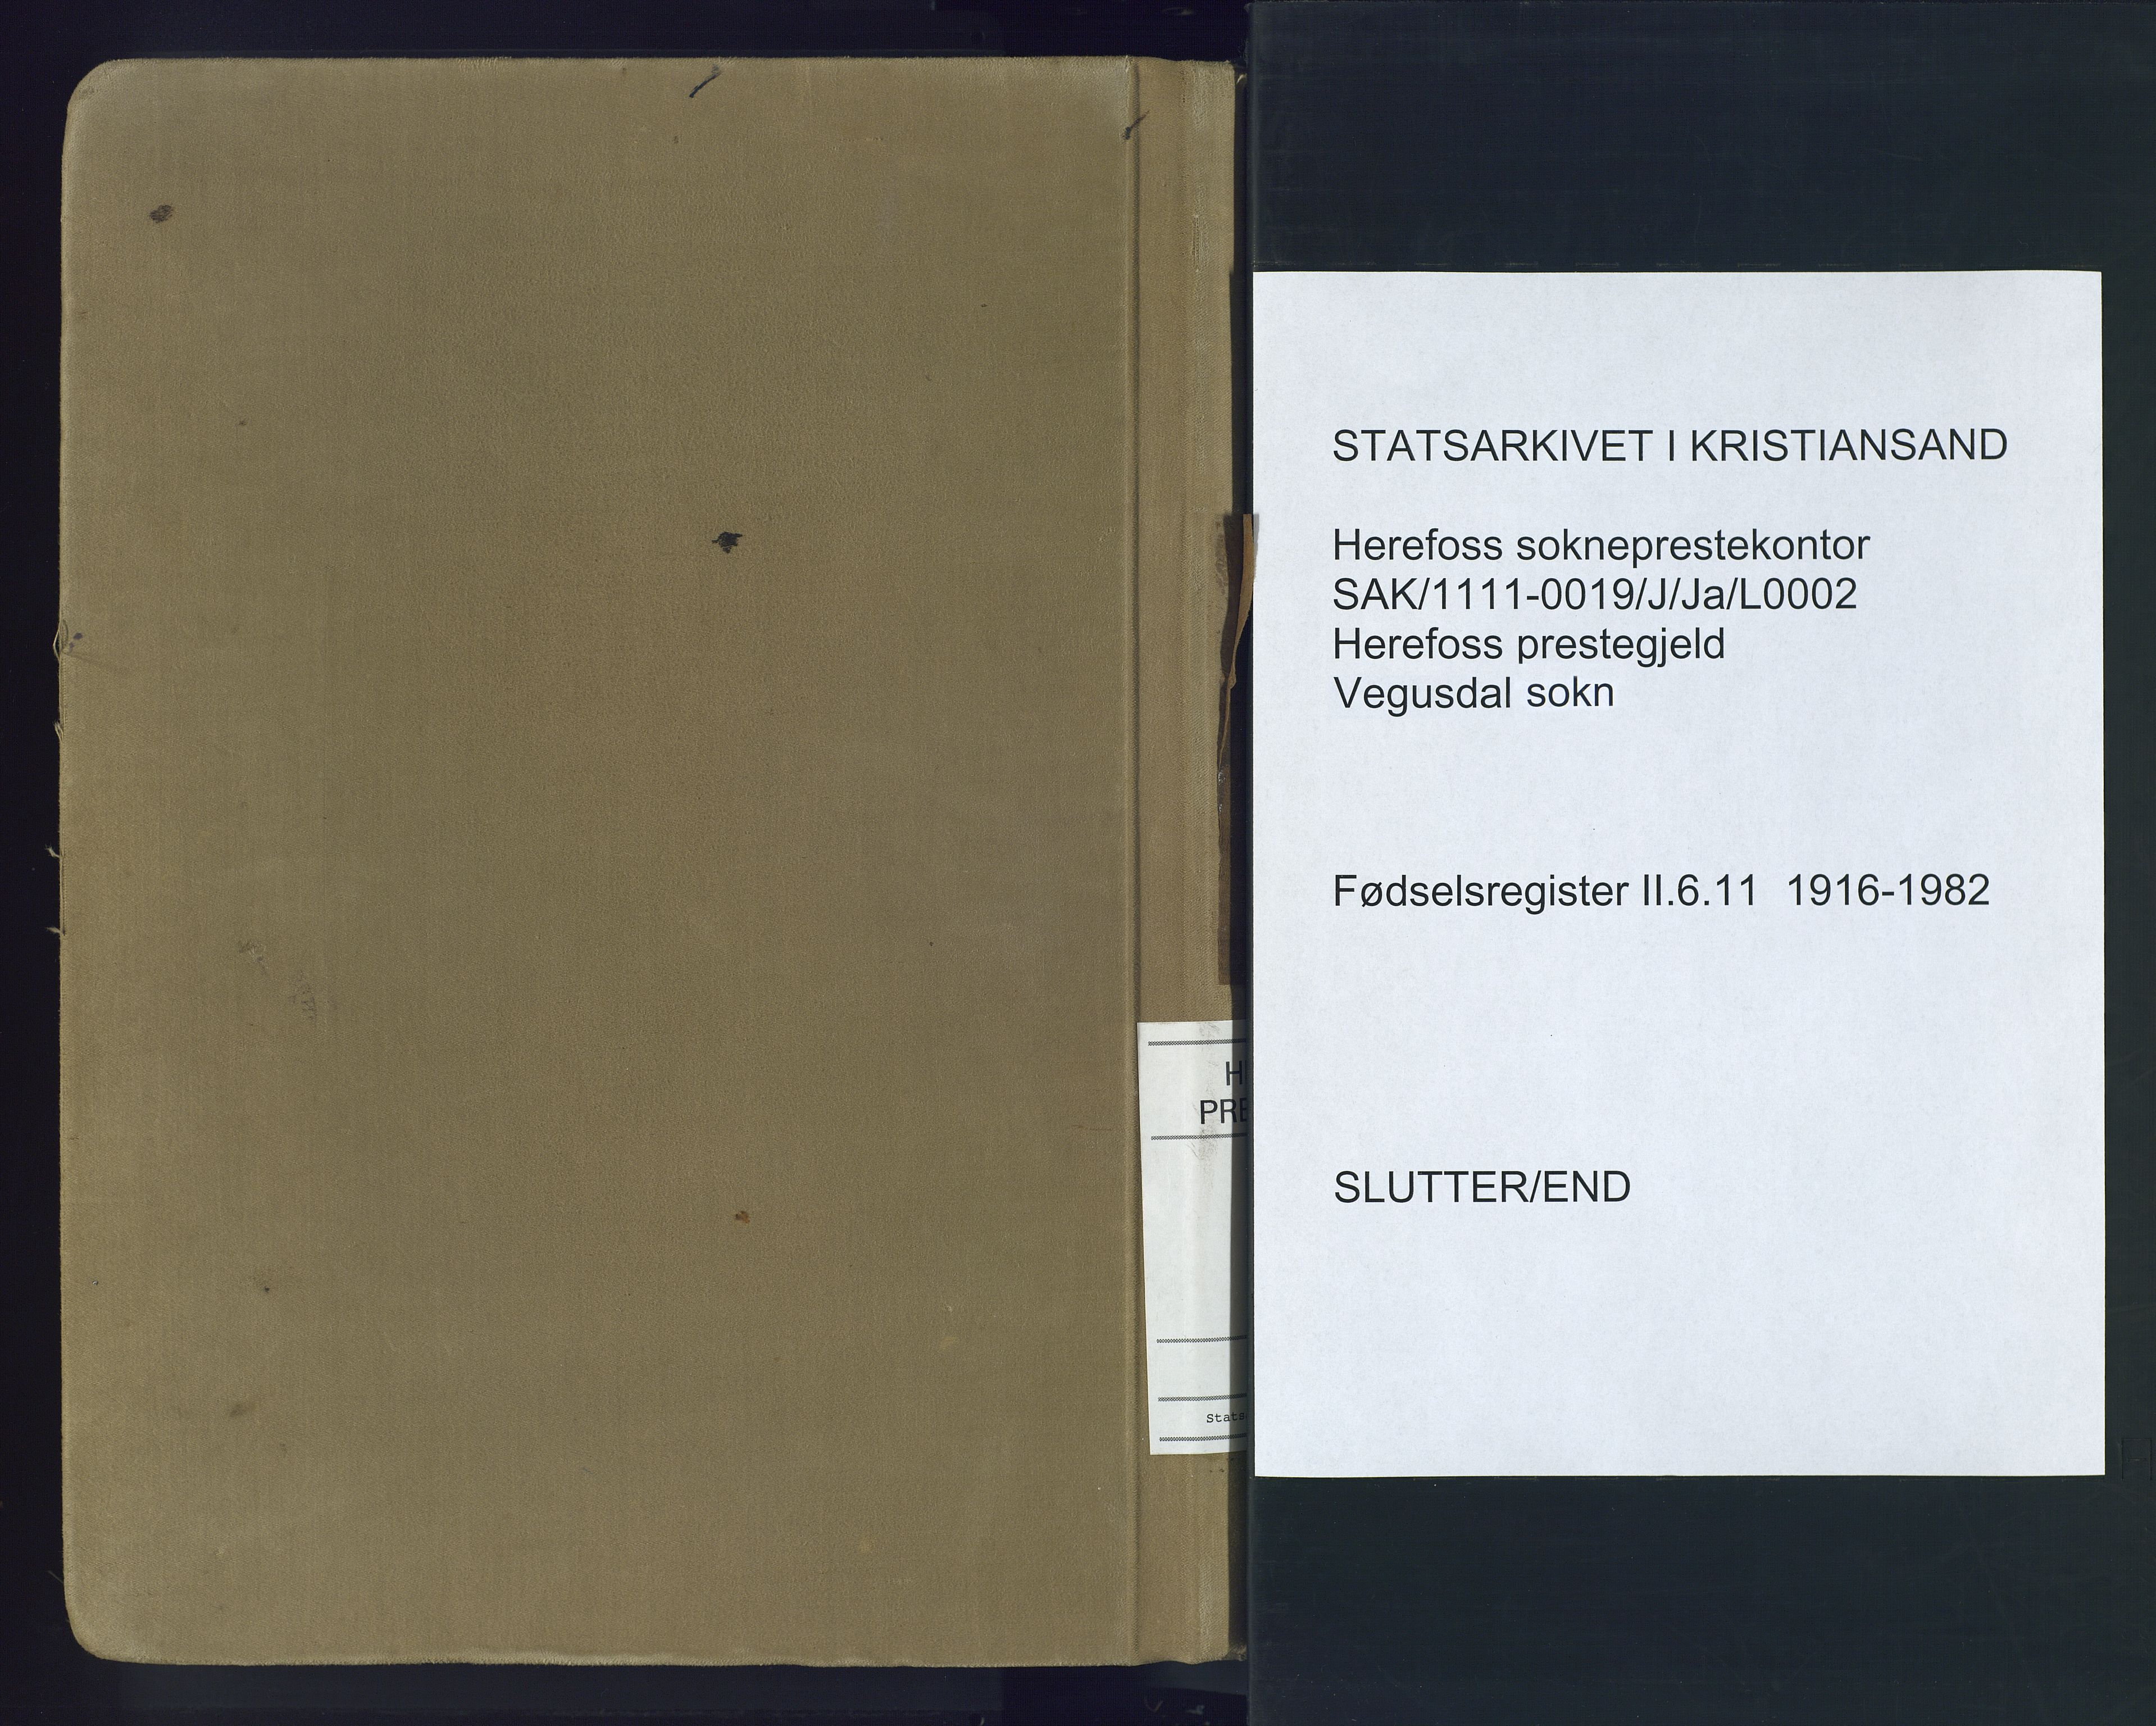 STATSARKIVET I KRISTIANSAND
Herefoss sokneprestekontor
SAK/1111-0019/J/Ja/L0002
Herefoss prestegjeld
Vegusdal sokn
Fødselsregister II.6.11 1916-1982
SLUTTER/END